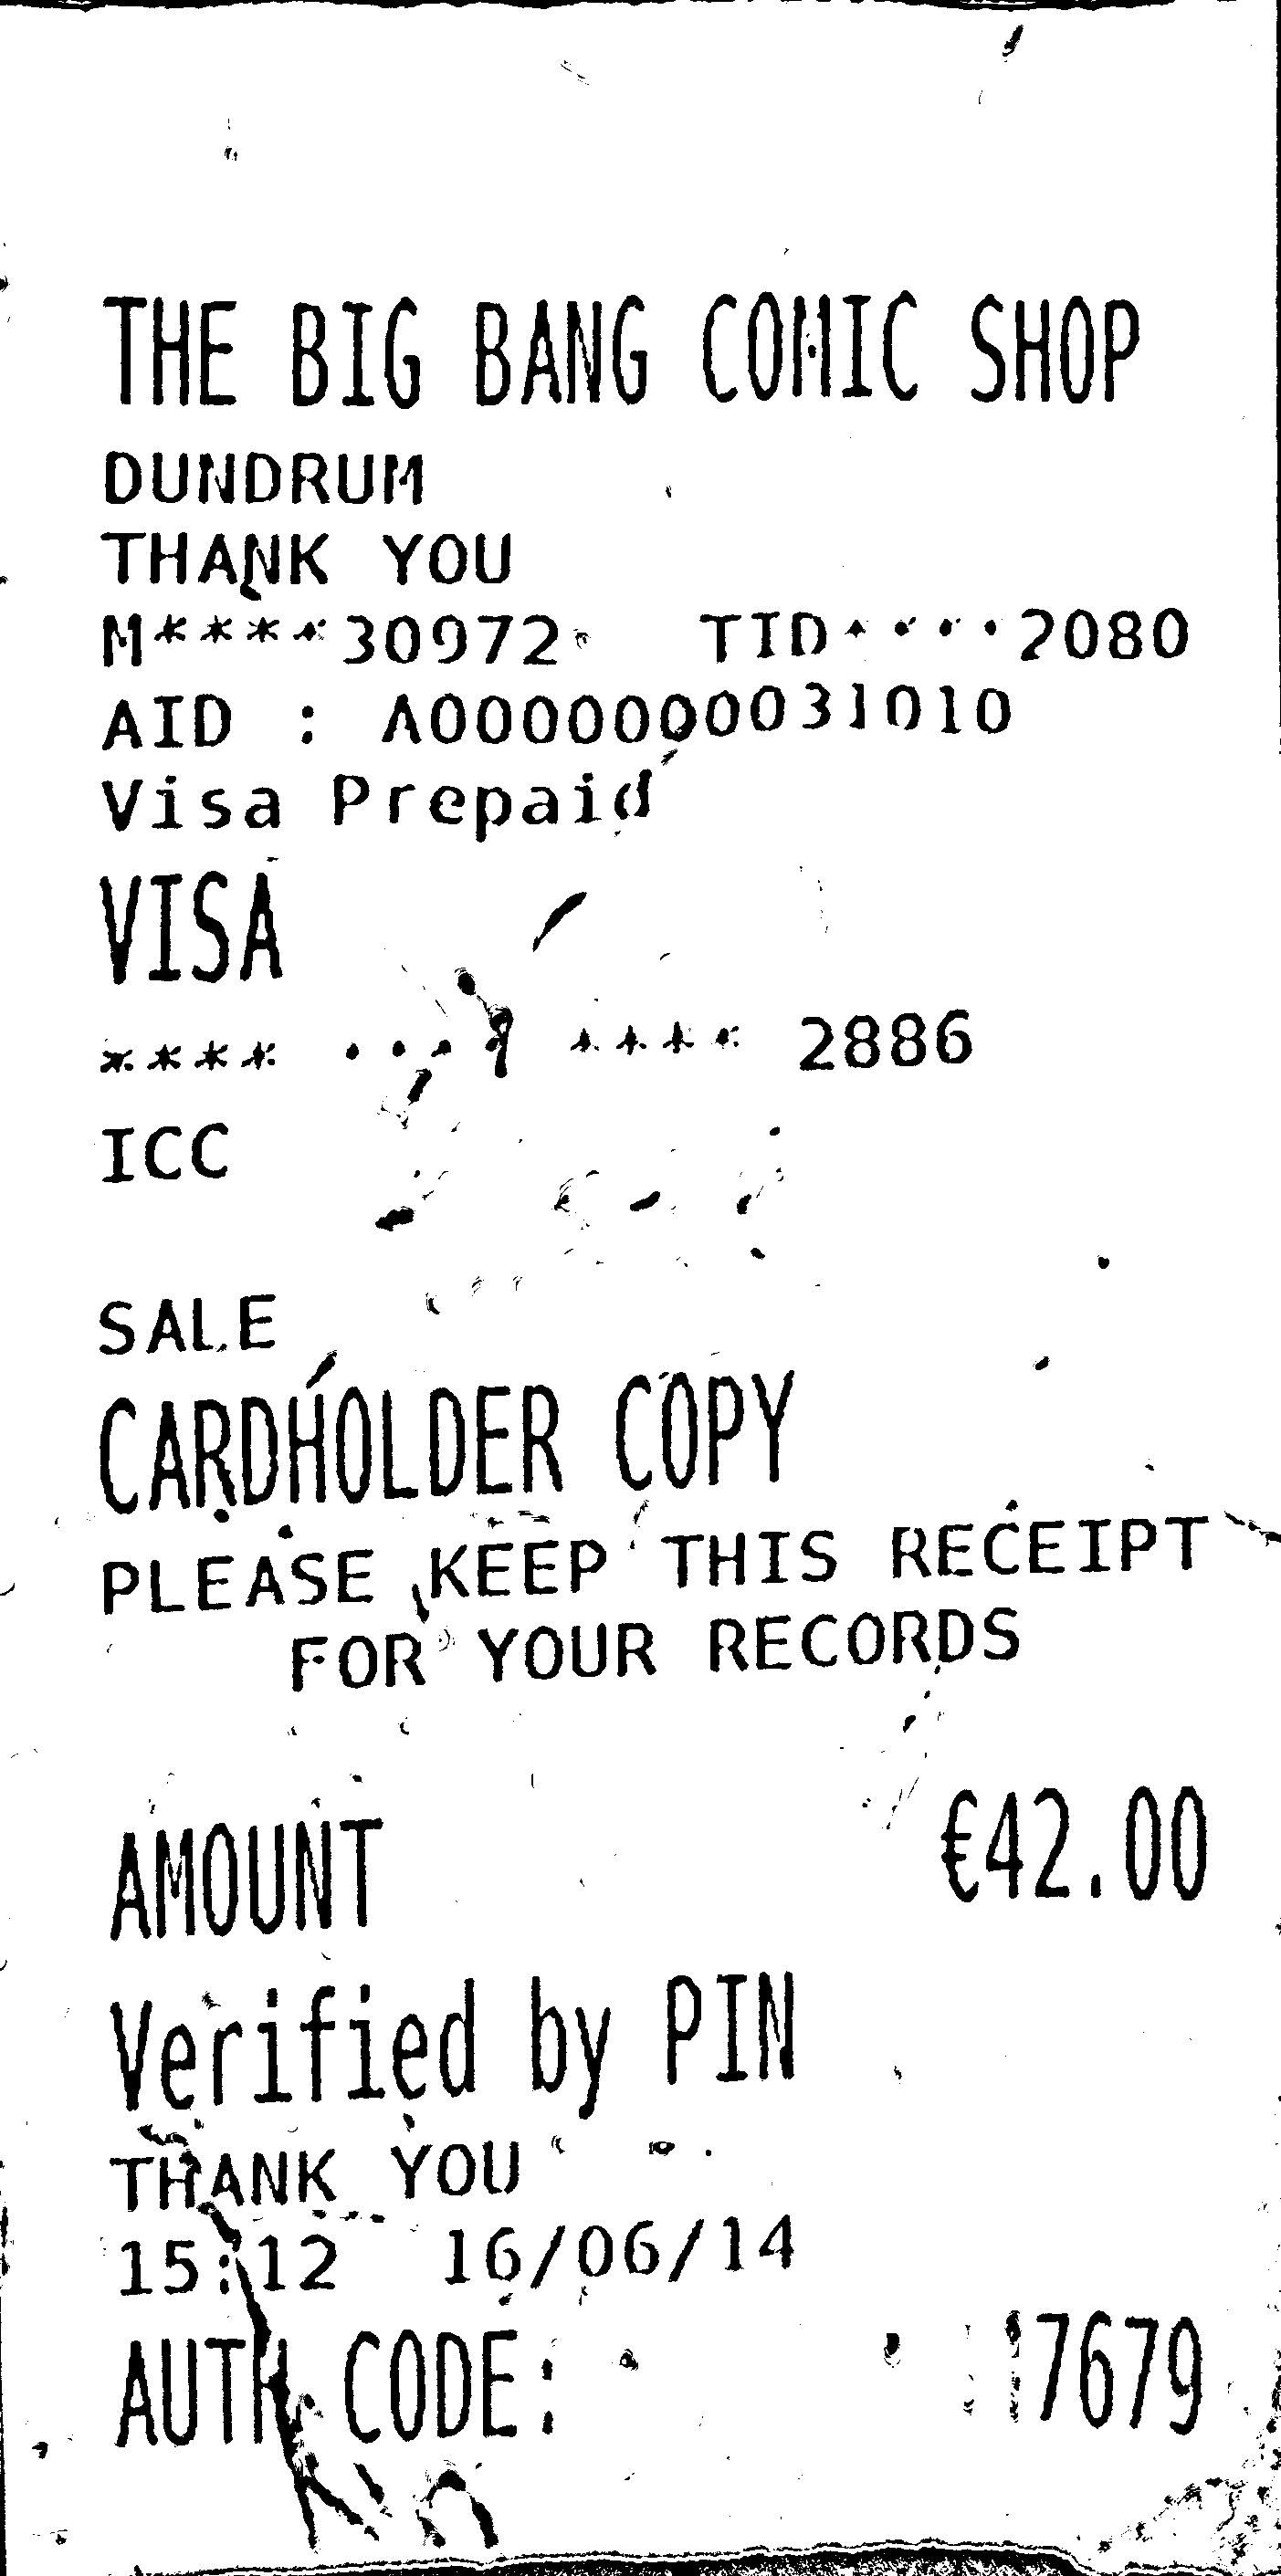 THE BIG BANG COMIC SHOP
DUNDRUM
THANK YOU
M****30972 TID****2080
AID : A0000000031010
Visa Prepaid
VISA
**** **** **** 2886
ICC
SALE
CARDHOLDER COPY
PLEASE KEEP THIS RECEIPT
FOR YOUR RECORDS
AMOUNT €42.00
Verified by PIN
THANK YOU
15:12 16/06/14
AUTH CODE: